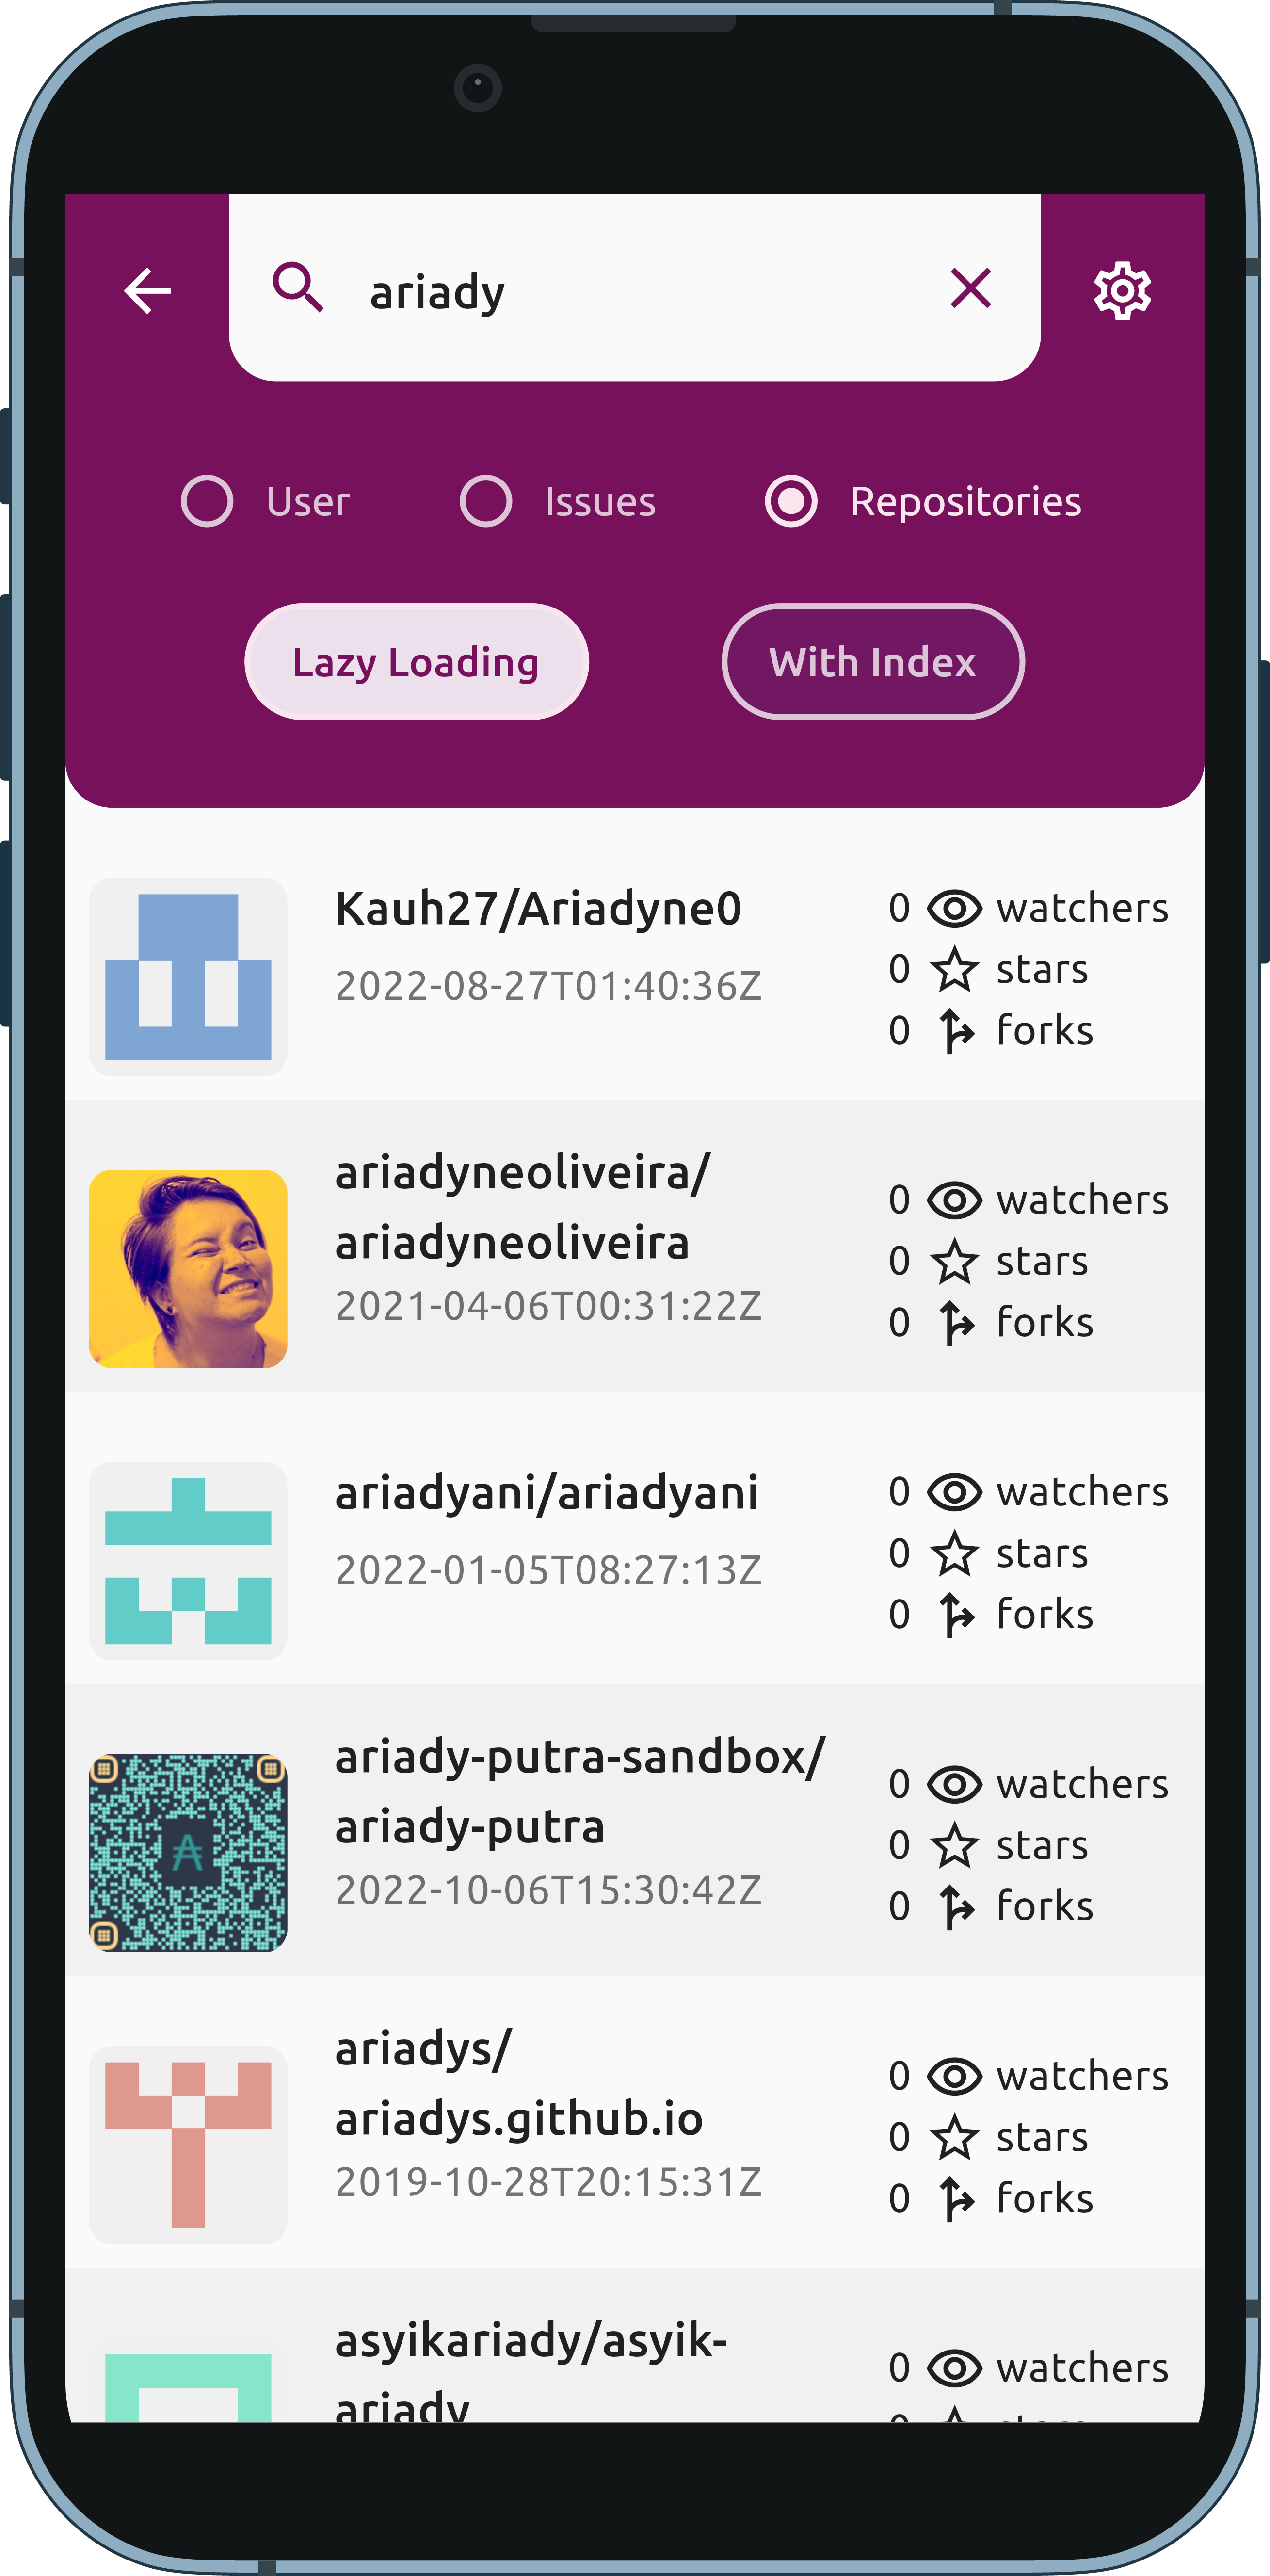 ariady
User Issues Repositories
Lazy Loading With Index
Kauh27/Ariadyne0
2022-08-27T01:40:36Z
0 watchers
0 stars
0 forks
ariadyneoliveira/
ariadyneoliveira
2021-04-06T00:31:22Z
0 watchers
0 stars
0 forks
ariadyani/ariadyani
2022-01-05T08:27:13Z
0 watchers
0 stars
0 forks
ariady-putra-sandbox/
ariady-putra
2022-10-06T15:30:42Z
0 watchers
0 stars
0 forks
ariadys/
ariadys.github.io
2019-10-28T20:15:31Z
0 watchers
0 stars
0 forks
asyikariady/asyik-
ariady
0 watchers